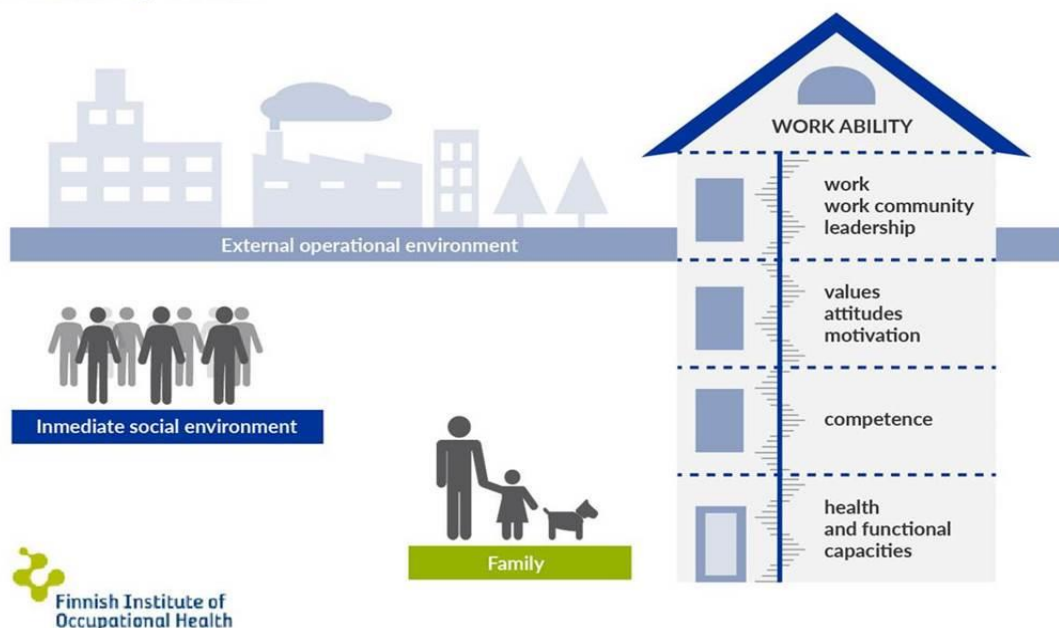 WORK ABILITY
work
work community
leadership
External operational environment
values
attitudes
motivation
Inmediate social environment
competence
health
and functional
capacities
Family
Finnish Institute of
Occupational Health